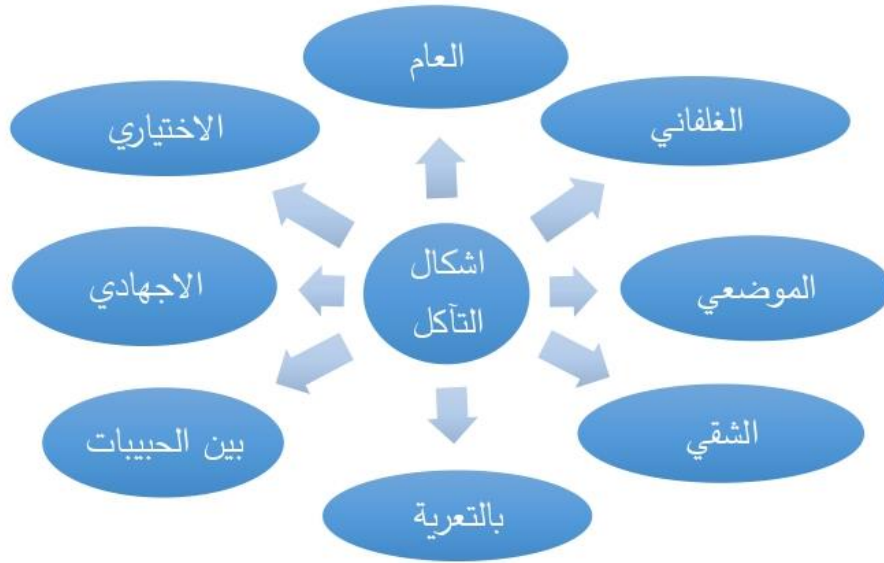 العام
الغلفاني
الاختياري
اشكال
التآكل
الموضعي
الاجهادي
الشقي
بين الحبيبات
بالتعرية